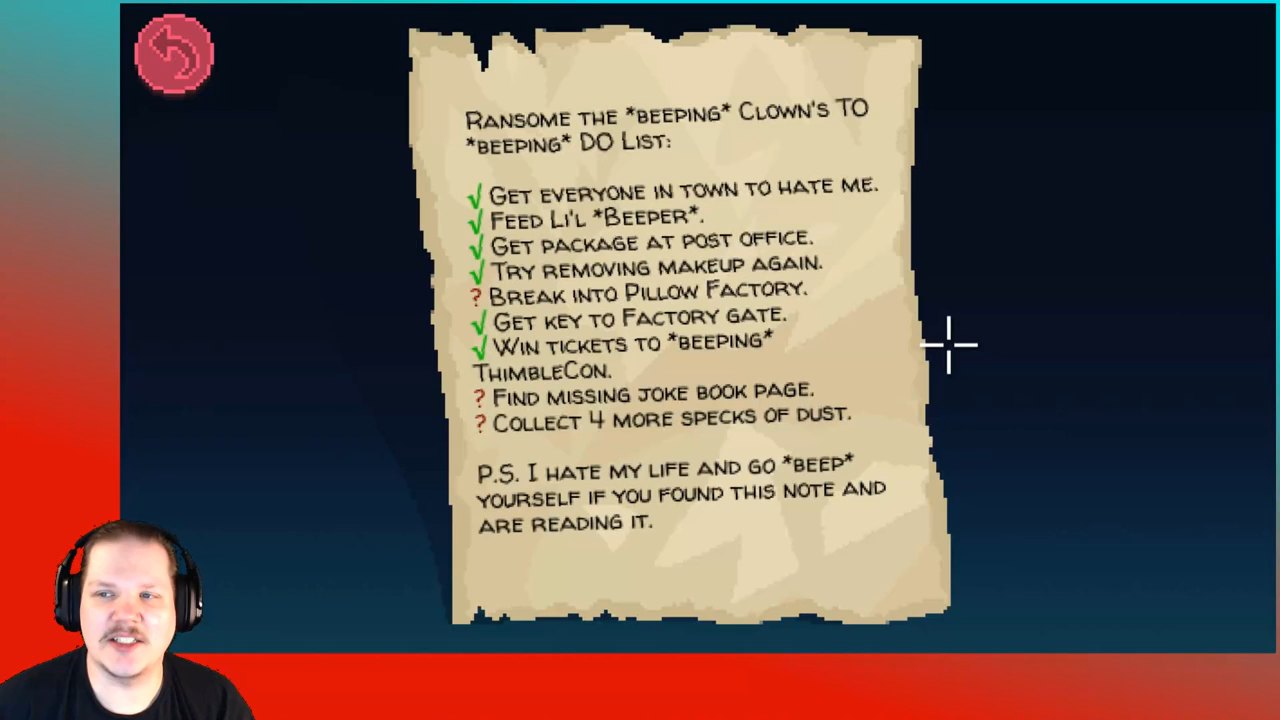 Ransome the *beeping* Clown's TO
*beeping* DO List:
√ Get everyone in town to hate me.
√ Feed Li'l *Beeper*.
√ Get package at post office.
√ Try removing makeup again.
? Break into Pillow Factory.
√ Get key to Factory gate.
√ Win tickets to *beeping*
ThimbleCon.
? Find missing joke book page.
? Collect 4 more specks of dust.
P.S. I hate my life and go *beep*
yourself if you found this note and
are reading it.